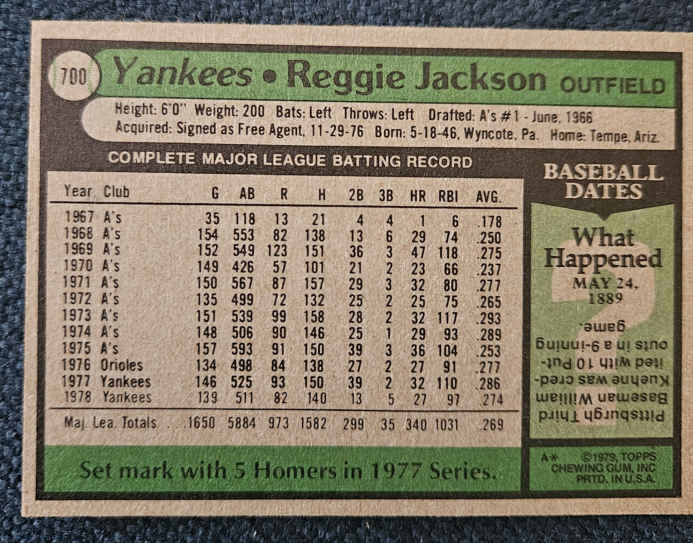 700 Yankees • Reggie Jackson OUTFIELD
Height: 6'0" Weight: 200 Bats: Left Throws: Left Drafted: A's #1 - June, 1966
Acquired: Signed as Free Agent, 11-29-76 Born: 5-18-46, Wyncote, Pa. Home: Tempe, Ariz.
COMPLETE MAJOR LEAGUE BATTING RECORD
Year Club G AB R H 2B 3B HR RBI AVG.
1967 A's 35 118 13 21 4 4 1 6 .178
1968 A's 154 553 82 138 13 6 29 74 .250
1969 A's 152 549 123 151 36 3 47 118 .275
1970 A's 149 426 57 101 21 2 23 66 .237
1971 A's 150 567 87 157 29 3 32 80 .277
1972 A's 135 499 72 132 25 2 25 75 .265
1973 A's 151 539 99 158 28 2 32 117 .293
1974 A's 148 506 90 146 25 1 29 93 .289
1975 A's 157 593 91 150 39 3 36 104 .253
1976 Orioles 134 498 84 138 27 2 27 91 .277
1977 Yankees 146 525 93 150 39 2 32 110 .286
1978 Yankees 139 511 82 140 13 5 27 97 .274
Maj. Lea. Totals . . . 1650 5884 973 1582 299 35 340 1031 .269
Set mark with 5 Homers in 1977 Series.
BASEBALL
DATES
What
Happened
MAY 24,
1889
?
Pittsburgh Third
Baseman William
Kuehne was cred-
ited with 10 Put-
outs in a 9-inning
game.
A* ©1979, TOPPS
CHEWING GUM, INC
PRTD. IN U.S.A.